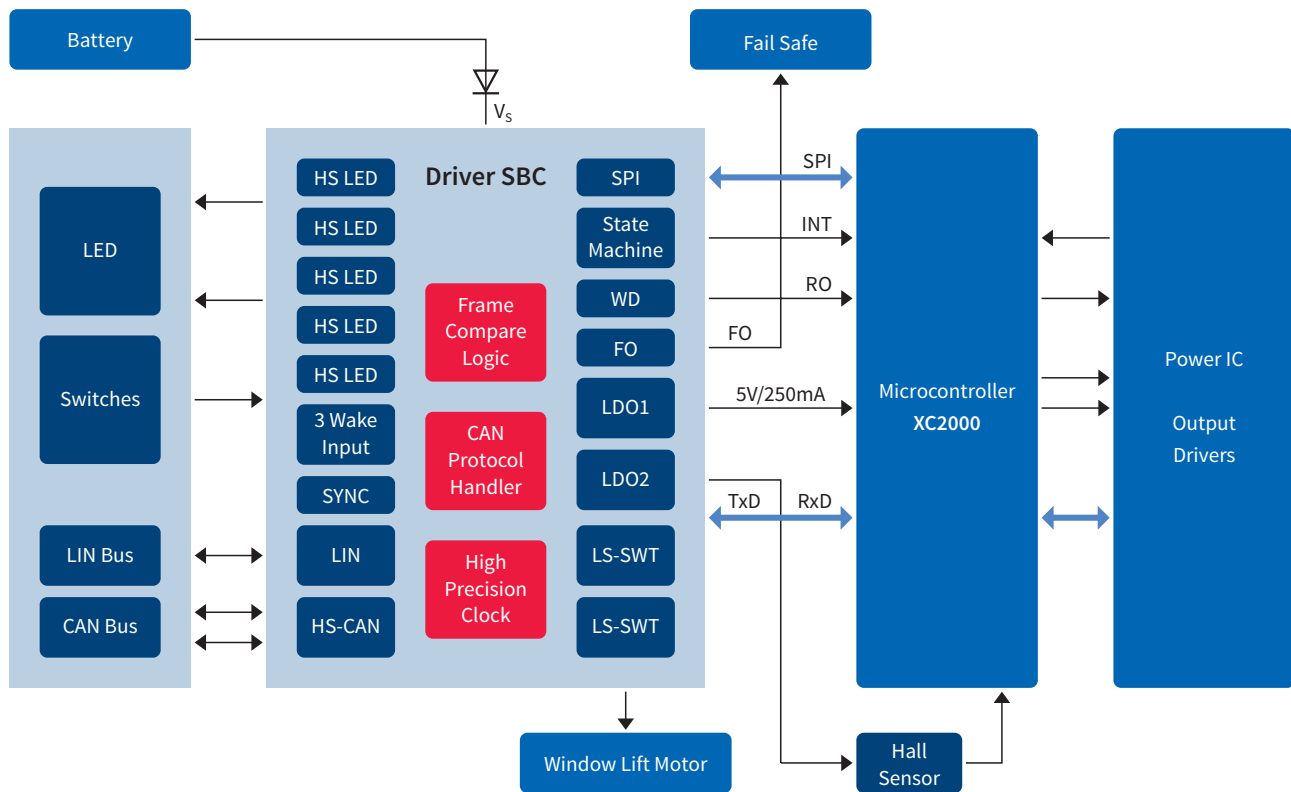 Battery
Fail Safe
V_S
Driver SBC
LED
Switches
LIN Bus
CAN Bus
HS LED
HS LED
HS LED
HS LED
HS LED
3 Wake
Input
SYNC
LIN
HS-CAN
Frame
Compare
Logic
CAN
Protocol
Handler
High
Precision
Clock
SPI
State
Machine
WD
FO
LDO1
LDO2
LS-SWT
LS-SWT
SPI
INT
RO
FO
5V/250mA
TxD RxD
Microcontroller
XC2000
Power IC
Output
Drivers
Window Lift Motor
Hall
Sensor